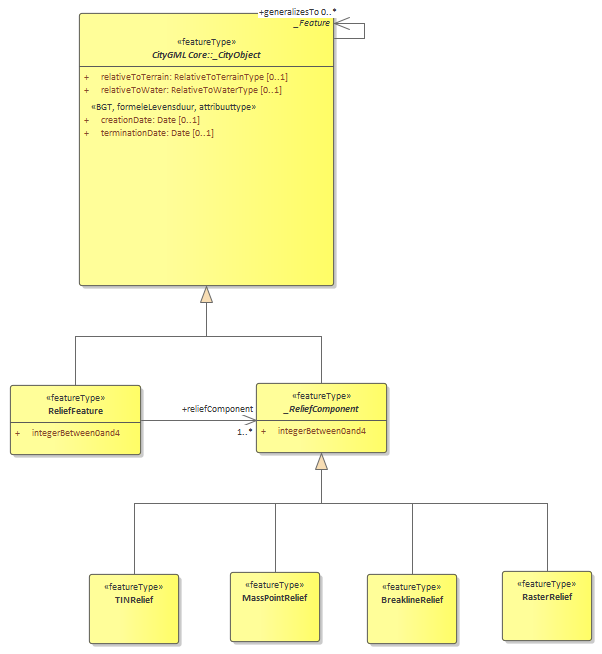 +generalizesTo 0..*
_Feature
«featureType»
CityGML Core::_CityObject
+ relativeToTerrain: RelativeToTerrainType [0..1]
+ relativeToWater: RelativeToWaterType [0..1]
«BGT, formeleLevensduur, attribuuttype»
+ creationDate: Date [0..1]
+ terminationDate: Date [0..1]
«featureType»
ReliefFeature
+ integerBetween0and4
+reliefComponent
1..*
«featureType»
_ReliefComponent
+ integerBetween0and4
«featureType»
TINRelief
«featureType»
MassPointRelief
«featureType»
BreaklineRelief
«featureType»
RasterRelief